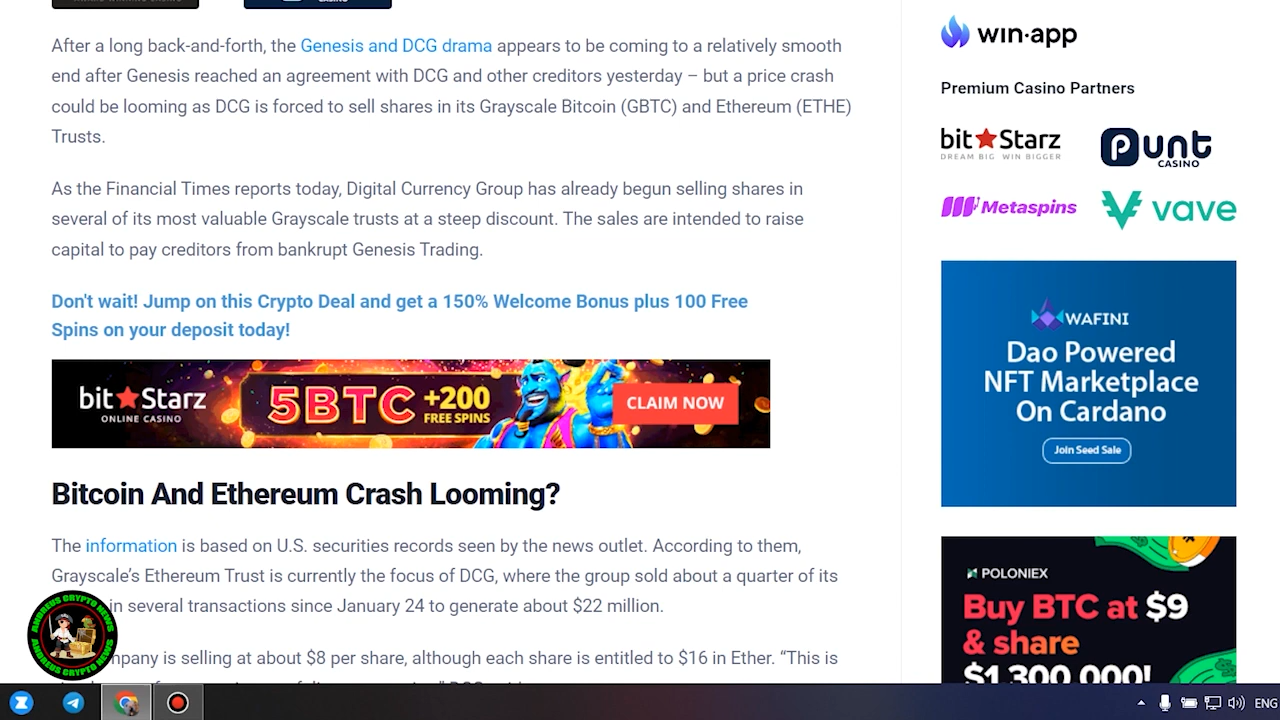 CASINO
After a long back-and-forth, the Genesis and DCG drama appears to be coming to a relatively smooth
end after Genesis reached an agreement with DCG and other creditors yesterday – but a price crash
could be looming as DCG is forced to sell shares in its Grayscale Bitcoin (GBTC) and Ethereum (ETHE)
Trusts.
As the Financial Times reports today, Digital Currency Group has already begun selling shares in
several of its most valuable Grayscale trusts at a steep discount. The sales are intended to raise
capital to pay creditors from bankrupt Genesis Trading.
Don't wait! Jump on this Crypto Deal and get a 150% Welcome Bonus plus 100 Free
Spins on your deposit today!
bit Starz
ONLINE CASINO
5BTC +200
FREE SPINS
CLAIM NOW
Bitcoin And Ethereum Crash Looming?
The information is based on U.S. securities records seen by the news outlet. According to them,
Grayscale’s Ethereum Trust is currently the focus of DCG, where the group sold about a quarter of its
in several transactions since January 24 to generate about $22 million.
is selling at about $8 per share, although each share is entitled to $16 in Ether. “This is
win·app
Premium Casino Partners
bit Starz
DREAM BIG WIN BIGGER
Punt
CASINO
Metaspins
vave
WAFINI
Dao Powered
NFT Marketplace
On Cardano
Join Seed Sale
POLONIEX
Buy BTC at $9
& share
$1,300,000!
ANDREUS CRYPTO NEWS
ANDREUS CRYPTO NEWS
ENG